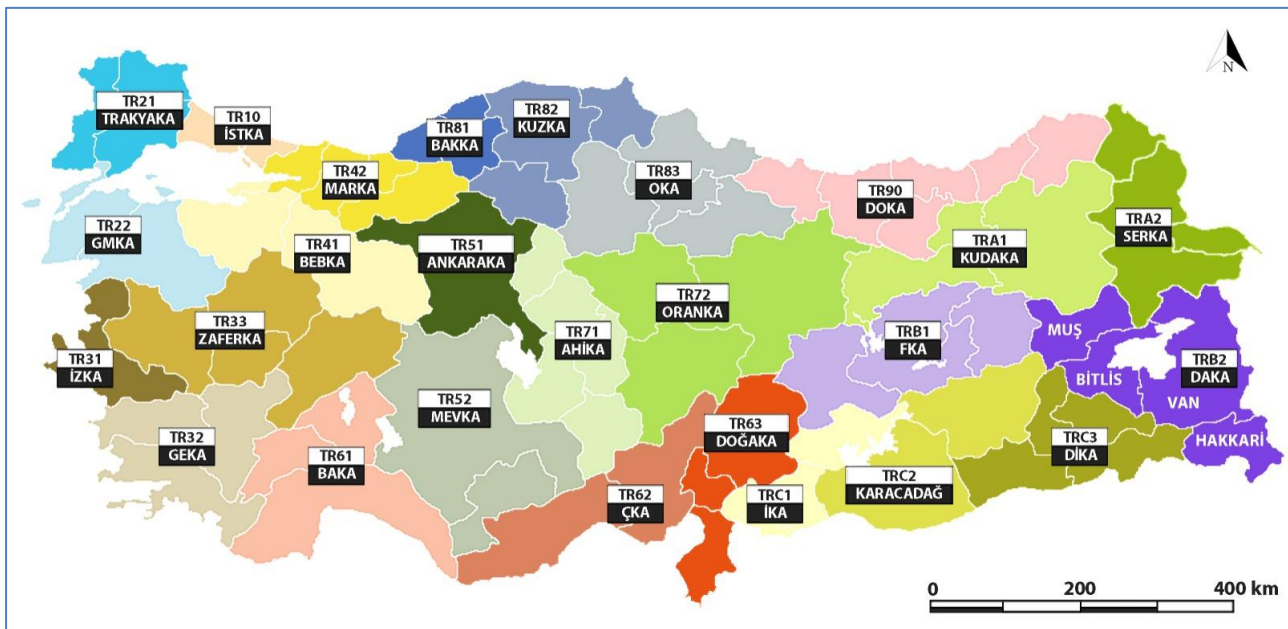 N
TR21
TRAKYAKA
TR10
İSTKA
TR81
BAKKA
TR82
KUZKA
TR42
MARKA
TR83
OKA
TR90
DOKA
TRA2
SERKA
TR22
GMKA
TR41
BEBKA
TR51
ANKARAKA
TRA1
KUDAKA
TR72
ORANKA
TR33
ZAFERKA
TR71
AHİKA
TRB1
FKA
MUŞ
TR31
İZKA
TRB2
DAKA
BİTLİS
VAN
TR52
MEVKA
TR32
GEKA
TR63
DOĞAKA
TRC3
DİKA
HAKKARİ
TR61
BAKA
TR62
ÇKA
TRC1
İKA
TRC2
KARACADAĞ
0 200 400 km